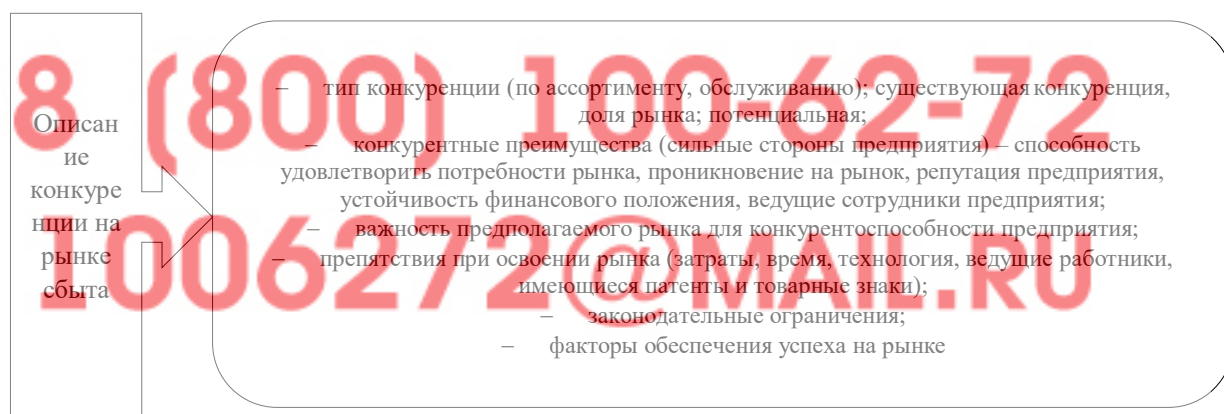 8 (800) 100-62-72
1006272@MAIL.RU
Описан
ие
конкуре
нции на
рынке
сбыта
– тип конкуренции (по ассортименту, обслуживанию); существующая конкуренция,
доля рынка; потенциальная;
– конкурентные преимущества (сильные стороны предприятия) – способность
удовлетворить потребности рынка, проникновение на рынок, репутация предприятия,
устойчивость финансового положения, ведущие сотрудники предприятия;
– важность предполагаемого рынка для конкурентоспособности предприятия;
– препятствия при освоении рынка (затраты, время, технология, ведущие работники,
имеющиеся патенты и товарные знаки);
– законодательные ограничения;
– факторы обеспечения успеха на рынке